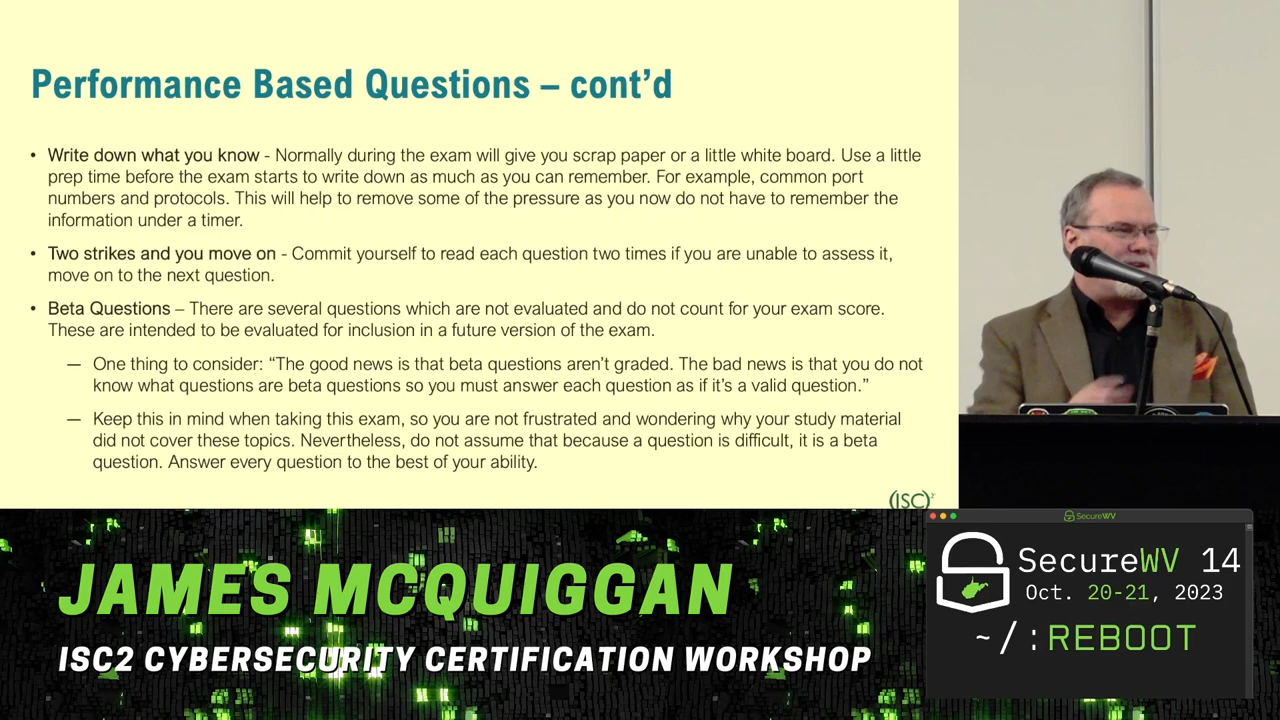 Performance Based Questions – cont’d
• Write down what you know - Normally during the exam will give you scrap paper or a little white board. Use a little
prep time before the exam starts to write down as much as you can remember. For example, common port
numbers and protocols. This will help to remove some of the pressure as you now do not have to remember the
information under a timer.
• Two strikes and you move on - Commit yourself to read each question two times if you are unable to assess it,
move on to the next question.
• Beta Questions – There are several questions which are not evaluated and do not count for your exam score.
These are intended to be evaluated for inclusion in a future version of the exam.
— One thing to consider: “The good news is that beta questions aren’t graded. The bad news is that you do not
know what questions are beta questions so you must answer each question as if it’s a valid question.”
— Keep this in mind when taking this exam, so you are not frustrated and wondering why your study material
did not cover these topics. Nevertheless, do not assume that because a question is difficult, it is a beta
question. Answer every question to the best of your ability.
(ISC)²
JAMES MCQUIGGAN
ISC2 CYBERSECURITY CERTIFICATION WORKSHOP
SecureWV
SecureWV 14
Oct. 20-21, 2023
~/:REBOOT